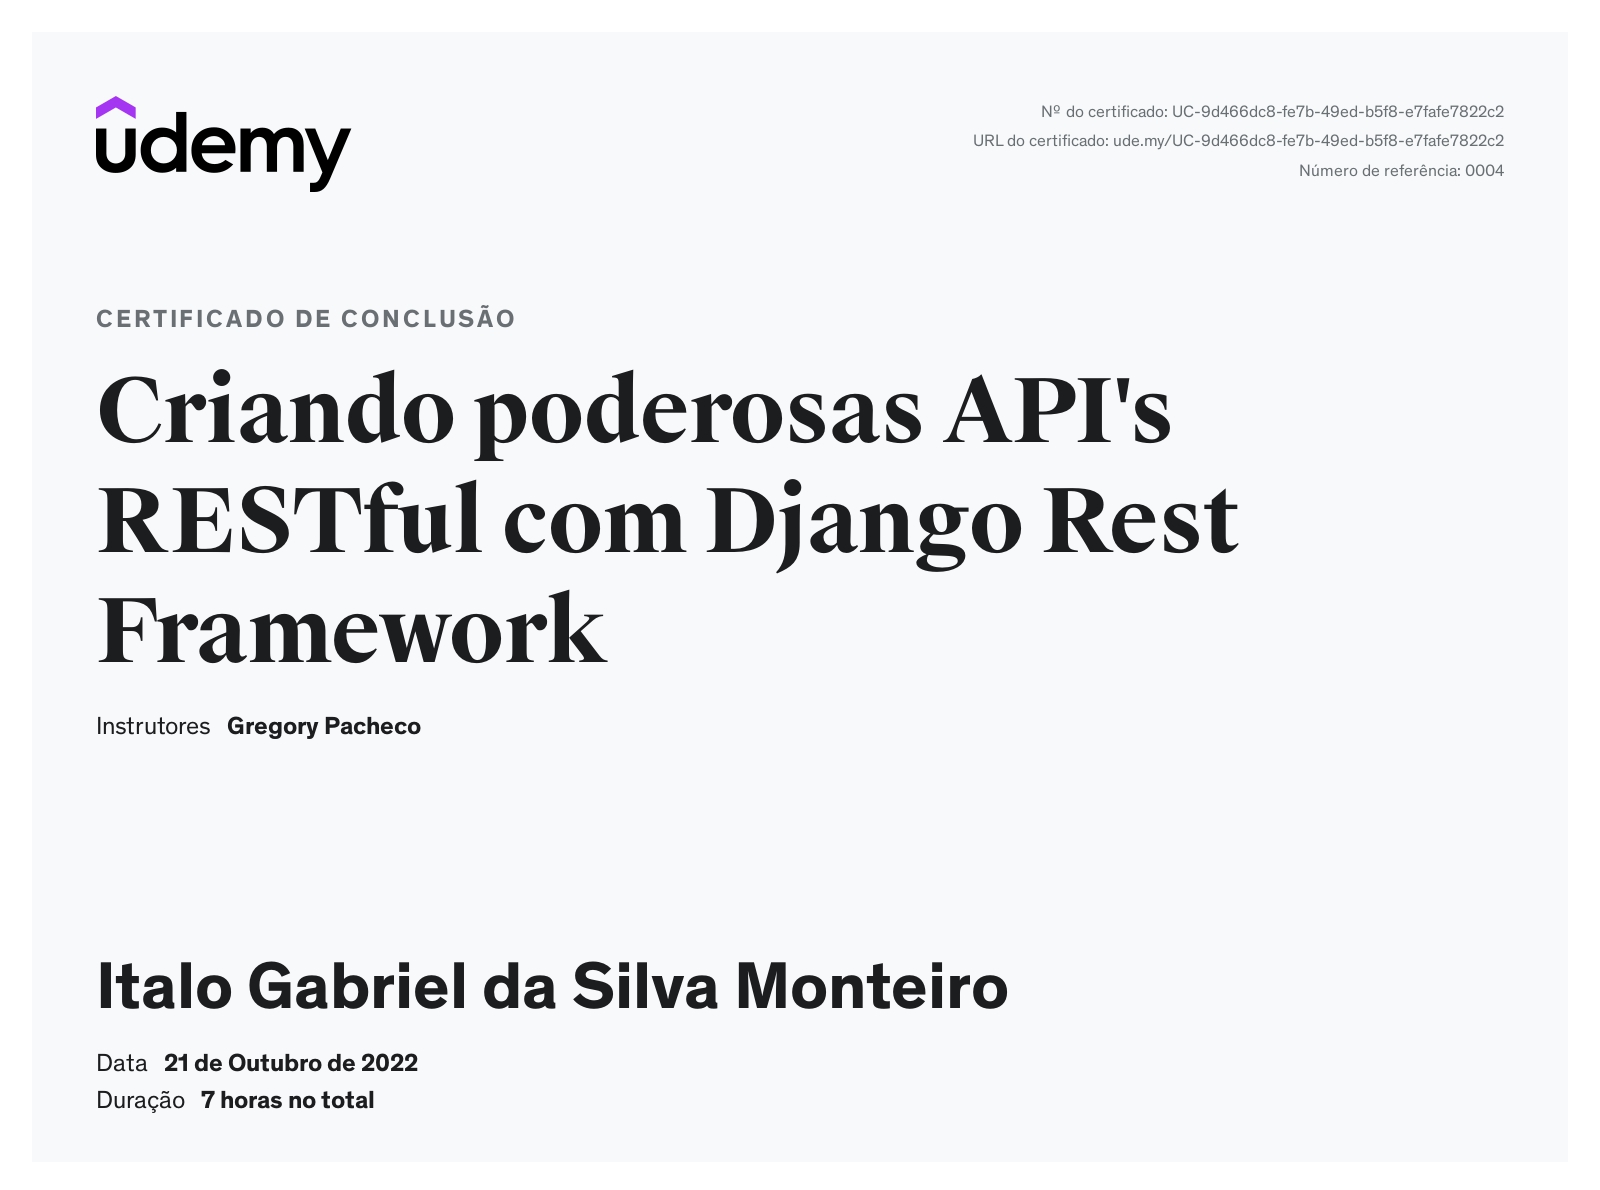 udemy
Nº do certificado: UC-9d466dc8-fe7b-49ed-b5f8-e7fafe7822c2
URL do certificado: ude.my/UC-9d466dc8-fe7b-49ed-b5f8-e7fafe7822c2
Número de referência: 0004
CERTIFICADO DE CONCLUSÃO
Criando poderosas API's
RESTful com Django Rest
Framework
Instrutores Gregory Pacheco
Italo Gabriel da Silva Monteiro
Data 21 de Outubro de 2022
Duração 7 horas no total